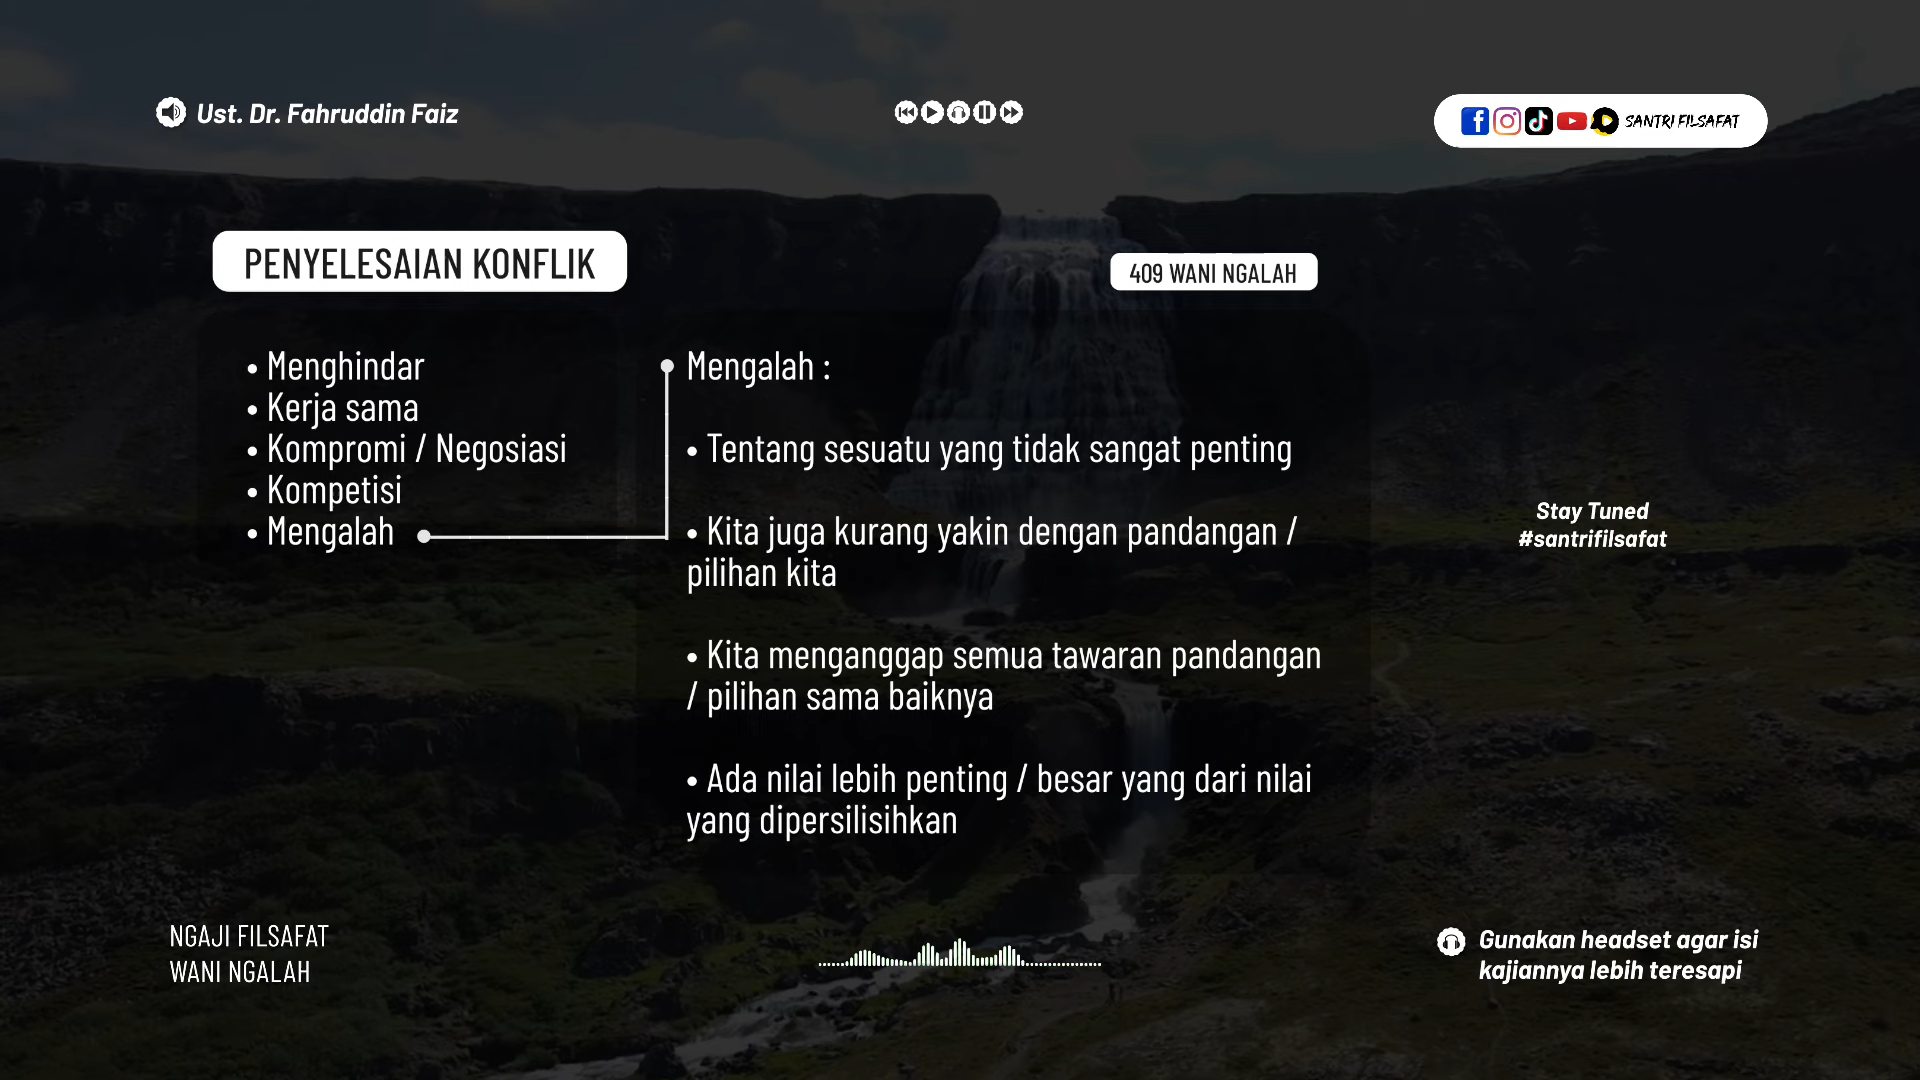 Ust. Dr. Fahruddin Faiz
SANTRI FILSAFAT
PENYELESAIAN KONFLIK
409 WANI NGALAH
• Menghindar
• Kerja sama
• Kompromi / Negosiasi
• Kompetisi
• Mengalah
Mengalah :
• Tentang sesuatu yang tidak sangat penting
• Kita juga kurang yakin dengan pandangan /
pilihan kita
• Kita menganggap semua tawaran pandangan
/ pilihan sama baiknya
• Ada nilai lebih penting / besar yang dari nilai
yang dipersilisihkan
Stay Tuned
#santrifilsafat
NGAJI FILSAFAT
WANI NGALAH
Gunakan headset agar isi
kajiannya lebih teresapi